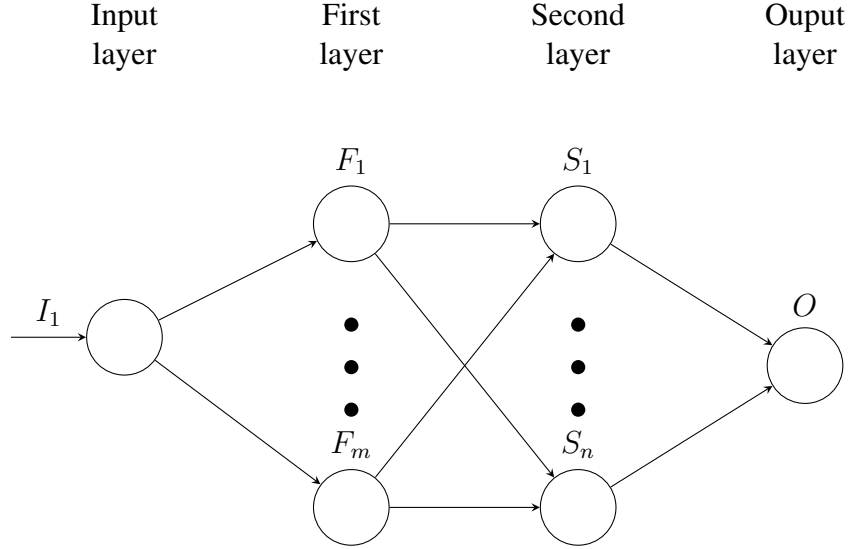 Input
layer
First
layer
Second
layer
Ouput
layer
F₁
S₁
I₁
O
Fₘ
Sₙ